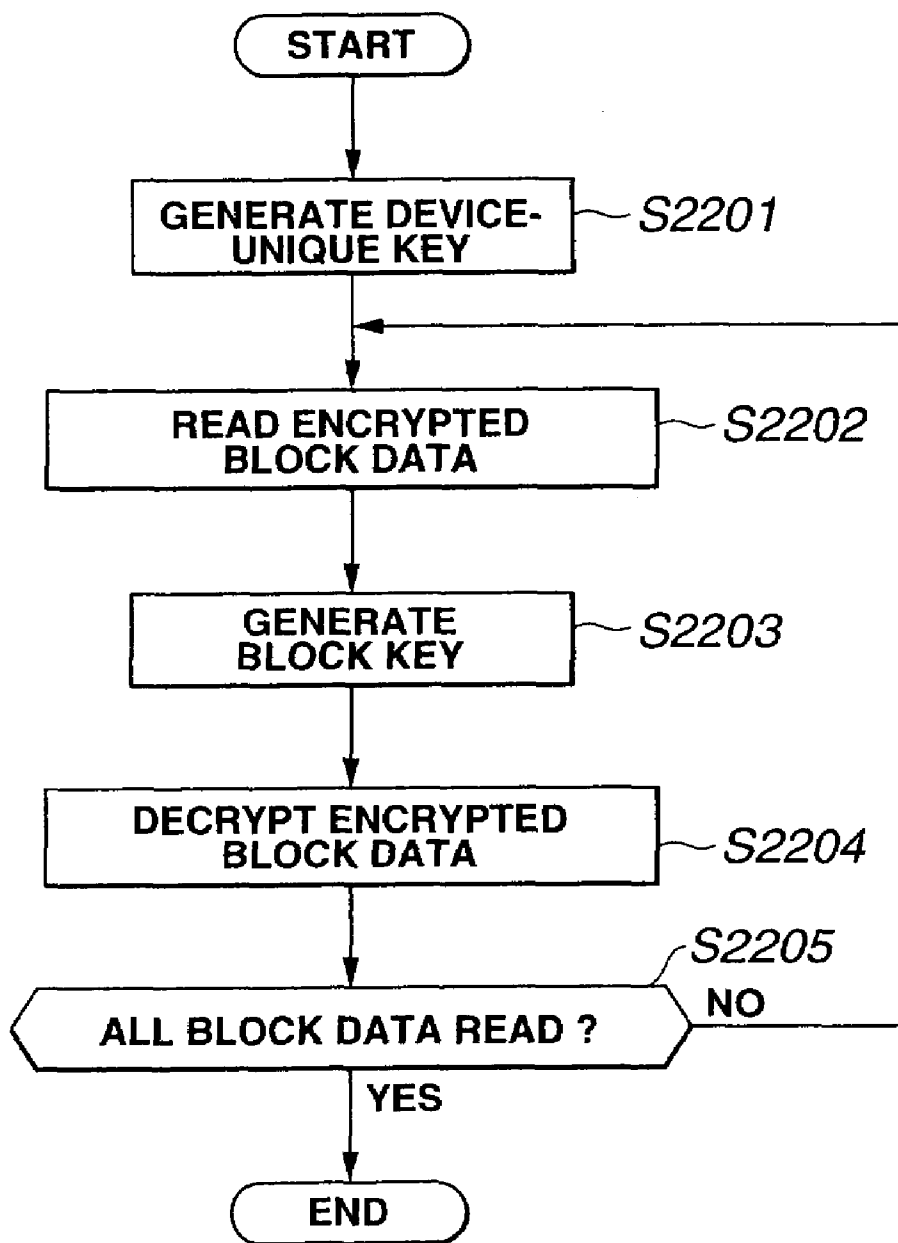 START
GENERATE DEVICE-
UNIQUE KEY
S2201
READ ENCRYPTED
BLOCK DATA
S2202
GENERATE
BLOCK KEY
S2203
DECRYPT ENCRYPTED
BLOCK DATA
S2204
S2205
ALL BLOCK DATA READ ?
NO
YES
END